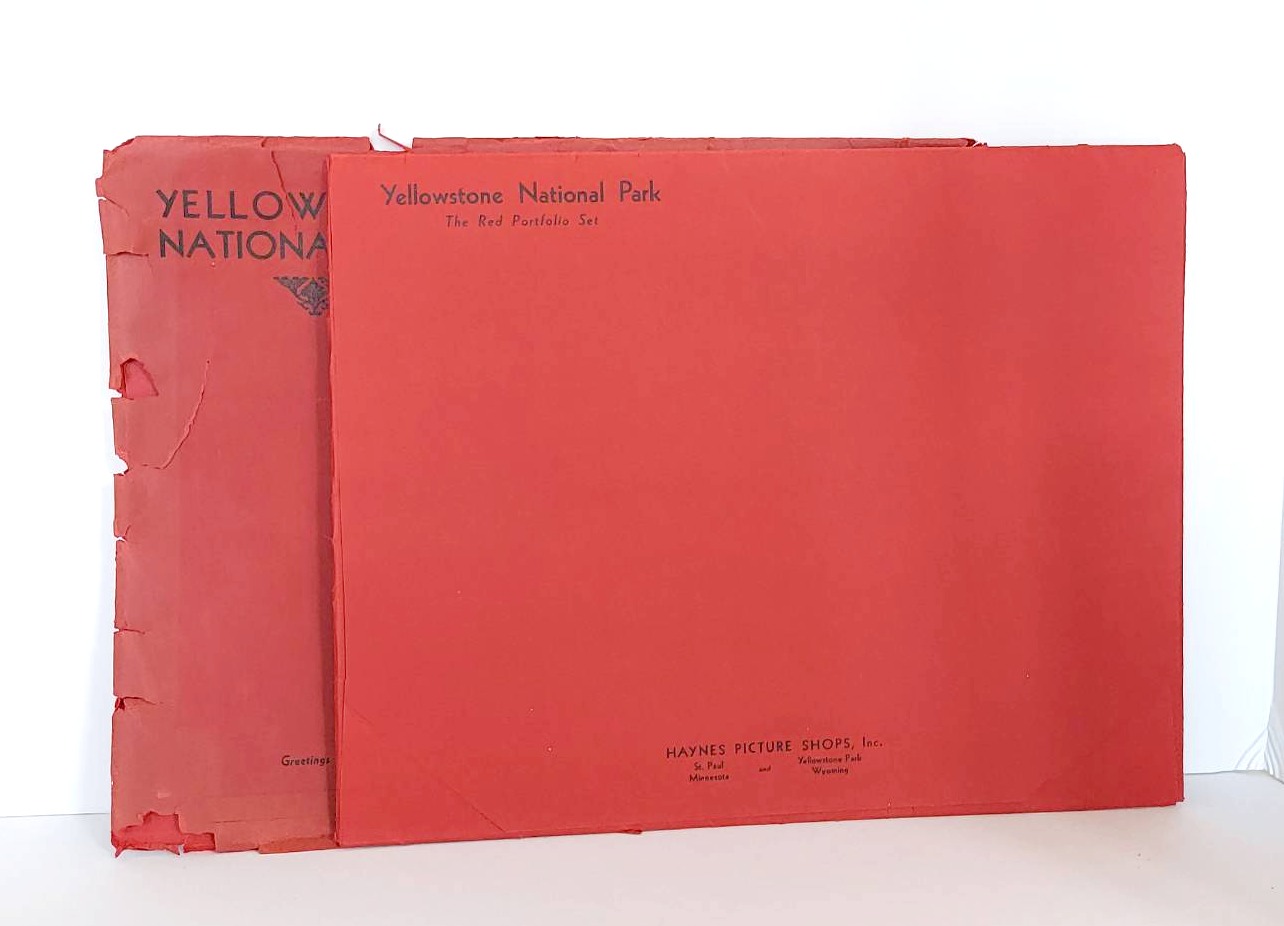 YELLOW
NATIONA
Greetings
Yellowstone National Park
The Red Portfolio Set
HAYNES PICTURE SHOPS, Inc.
St. Paul and Yellowstone Park
Minnesota Wyoming